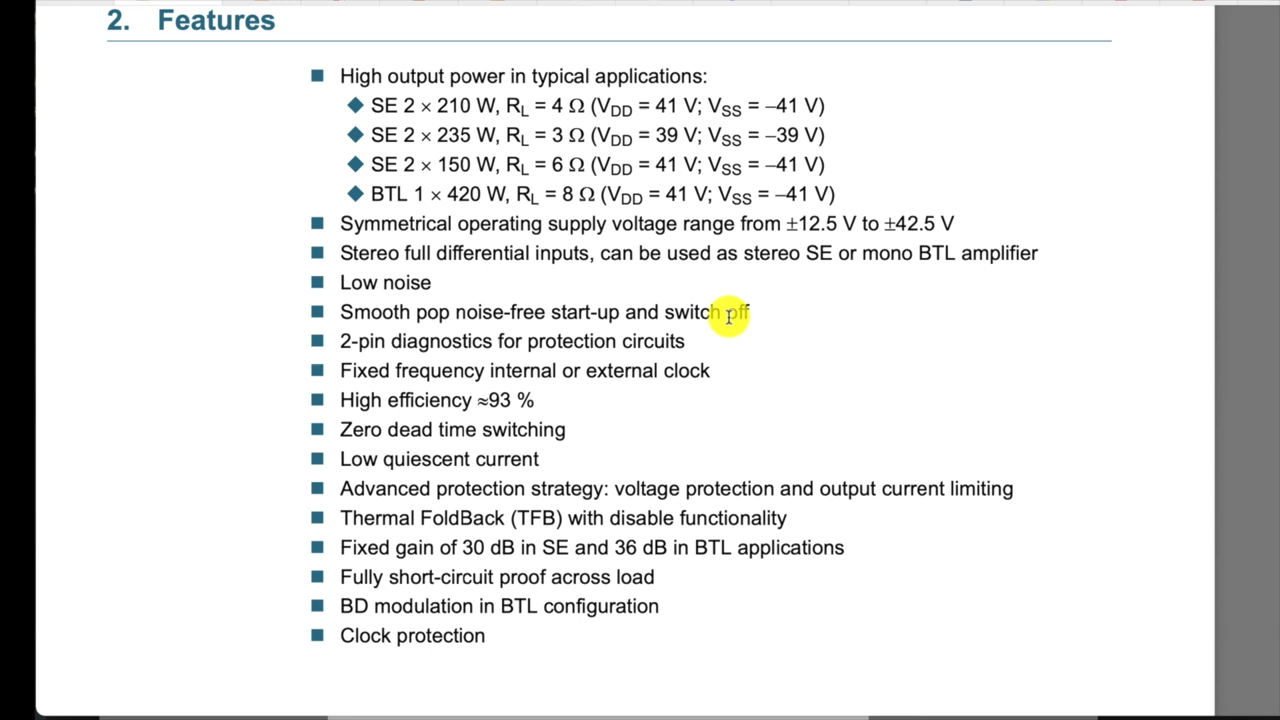 2. Features
■ High output power in typical applications:
◆ SE 2 × 210 W, RL = 4 Ω (VDD = 41 V; VSS = –41 V)
◆ SE 2 × 235 W, RL = 3 Ω (VDD = 39 V; VSS = –39 V)
◆ SE 2 × 150 W, RL = 6 Ω (VDD = 41 V; VSS = –41 V)
◆ BTL 1 × 420 W, RL = 8 Ω (VDD = 41 V; VSS = –41 V)
■ Symmetrical operating supply voltage range from ±12.5 V to ±42.5 V
■ Stereo full differential inputs, can be used as stereo SE or mono BTL amplifier
■ Low noise
■ Smooth pop noise-free start-up and switch off
■ 2-pin diagnostics for protection circuits
■ Fixed frequency internal or external clock
■ High efficiency ≈93 %
■ Zero dead time switching
■ Low quiescent current
■ Advanced protection strategy: voltage protection and output current limiting
■ Thermal FoldBack (TFB) with disable functionality
■ Fixed gain of 30 dB in SE and 36 dB in BTL applications
■ Fully short-circuit proof across load
■ BD modulation in BTL configuration
■ Clock protection